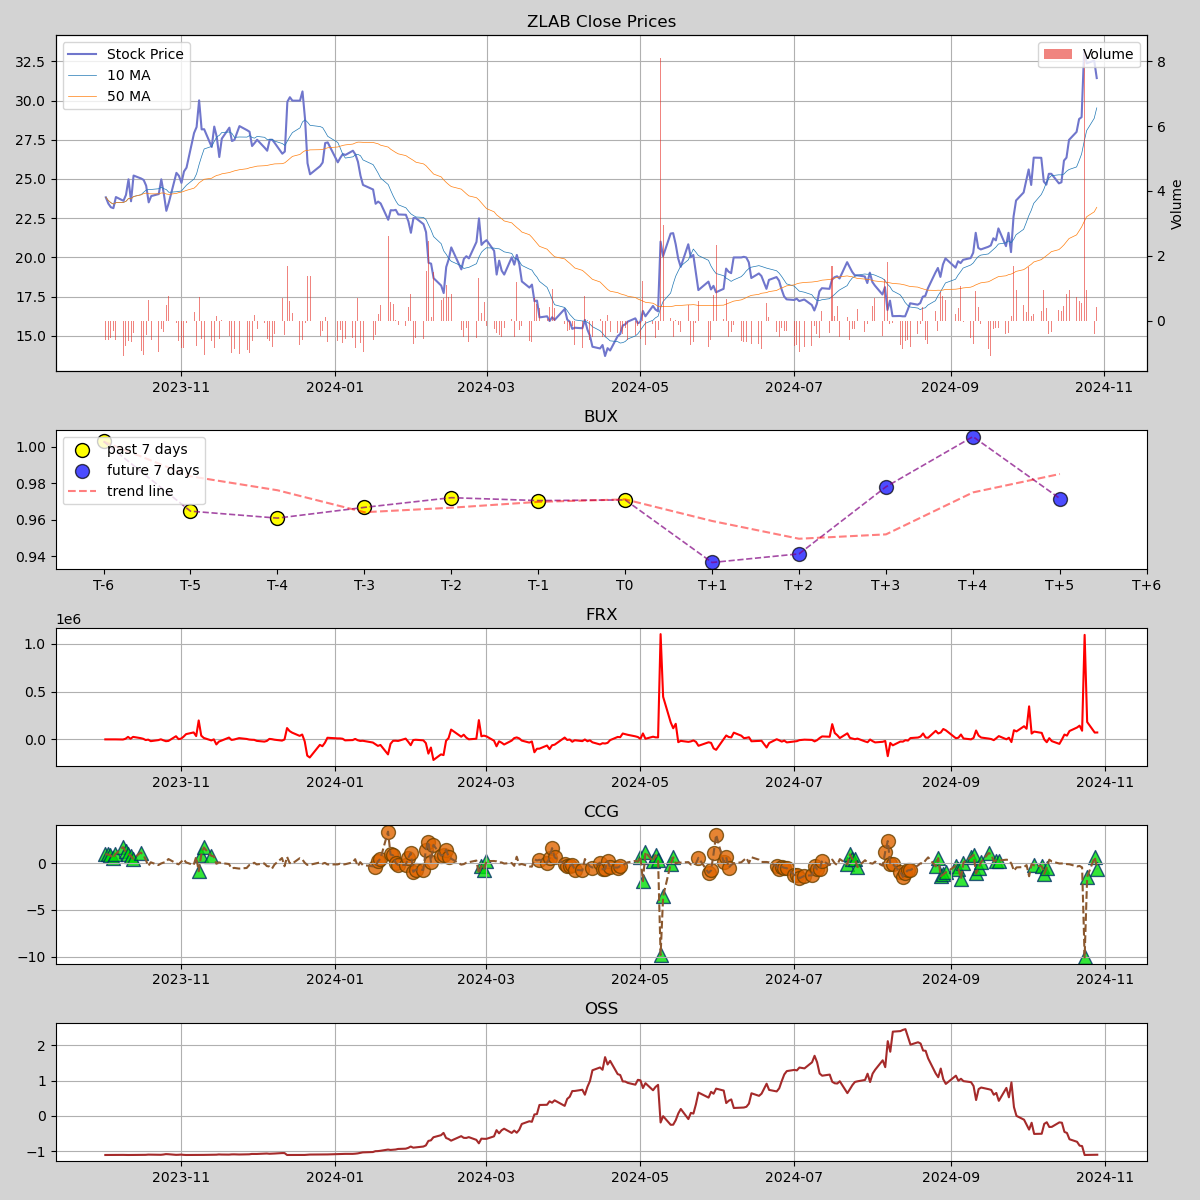 ZLAB Close Prices
Stock Price
10 MA
50 MA
Volume
32.5
30.0
27.5
25.0
22.5
20.0
17.5
15.0
8
6
4
2
0
Volume
2023-11 2024-01 2024-03 2024-05 2024-07 2024-09 2024-11
BUX
past 7 days
future 7 days
trend line
1.00
0.98
0.96
0.94
T-6 T-5 T-4 T-3 T-2 T-1 T0 T+1 T+2 T+3 T+4 T+5 T+6
FRX
1e6
1.0
0.5
0.0
2023-11 2024-01 2024-03 2024-05 2024-07 2024-09 2024-11
CCG
0
−5
−10
2023-11 2024-01 2024-03 2024-05 2024-07 2024-09 2024-11
OSS
2
1
0
−1
2023-11 2024-01 2024-03 2024-05 2024-07 2024-09 2024-11